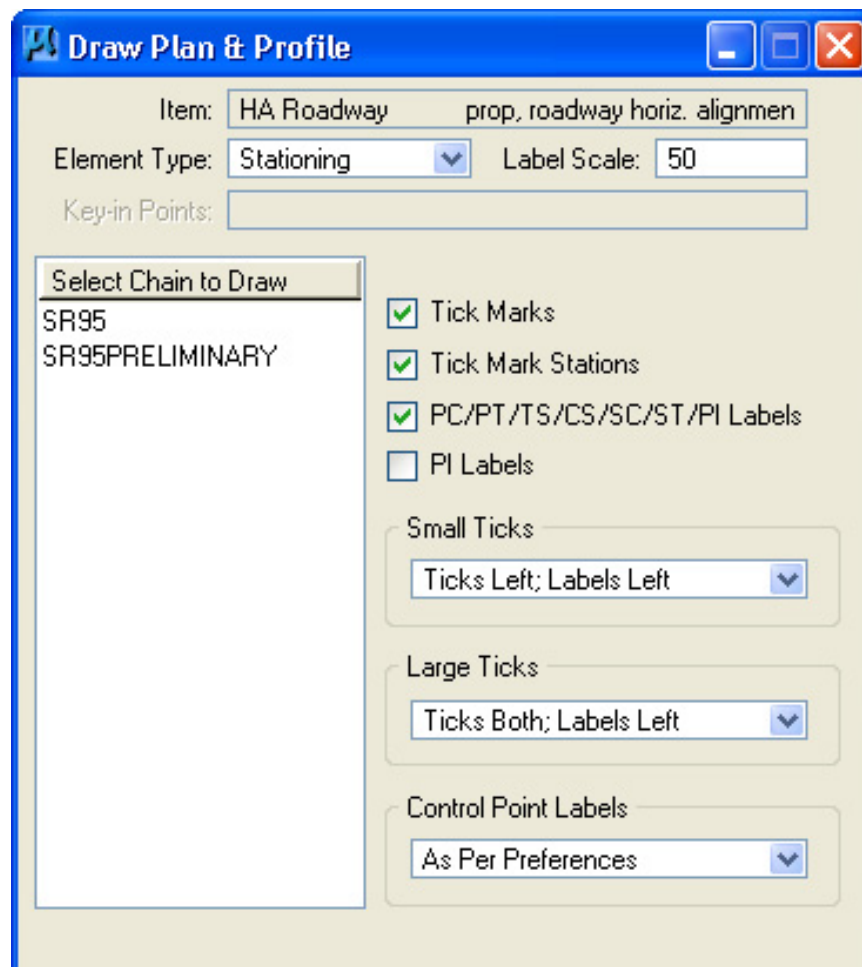 Draw Plan & Profile
Item: HA Roadway prop, roadway horiz. alignmen
Element Type: Stationing Label Scale: 50
Key-in Points:
Select Chain to Draw
SR95
SR95PRELIMINARY
Tick Marks
Tick Mark Stations
PC/PT/TS/CS/SC/ST/PI Labels
PI Labels
Small Ticks
Ticks Left; Labels Left
Large Ticks
Ticks Both; Labels Left
Control Point Labels
As Per Preferences